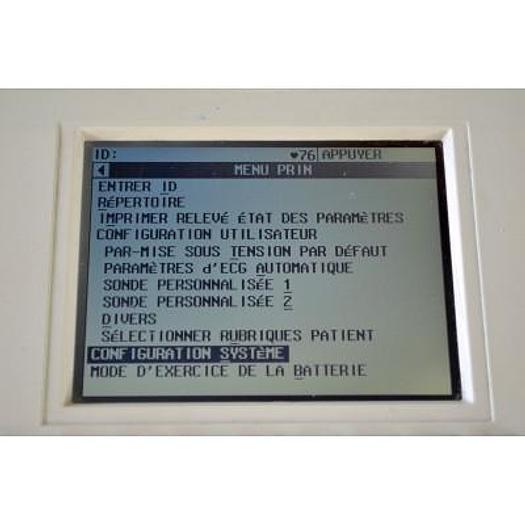 ID: ♥76 APPUYER
MENU PRIN
ENTRER ID
RÉPERTOIRE
IMPRIMER RELEVÉ ÉTAT DES PARAMÈTRES
CONFIGURATION UTILISATEUR
PAR-MISE SOUS TENSION PAR DÉFAUT
PARAMÈTRES d'ECG AUTOMATIQUE
SONDE PERSONNALISÉE 1
SONDE PERSONNALISÉE 2
DIVERS
SÉLECTIONNER RUBRIQUES PATIENT
CONFIGURATION SYSTÈME
MODE D'EXERCICE DE LA BATTERIE